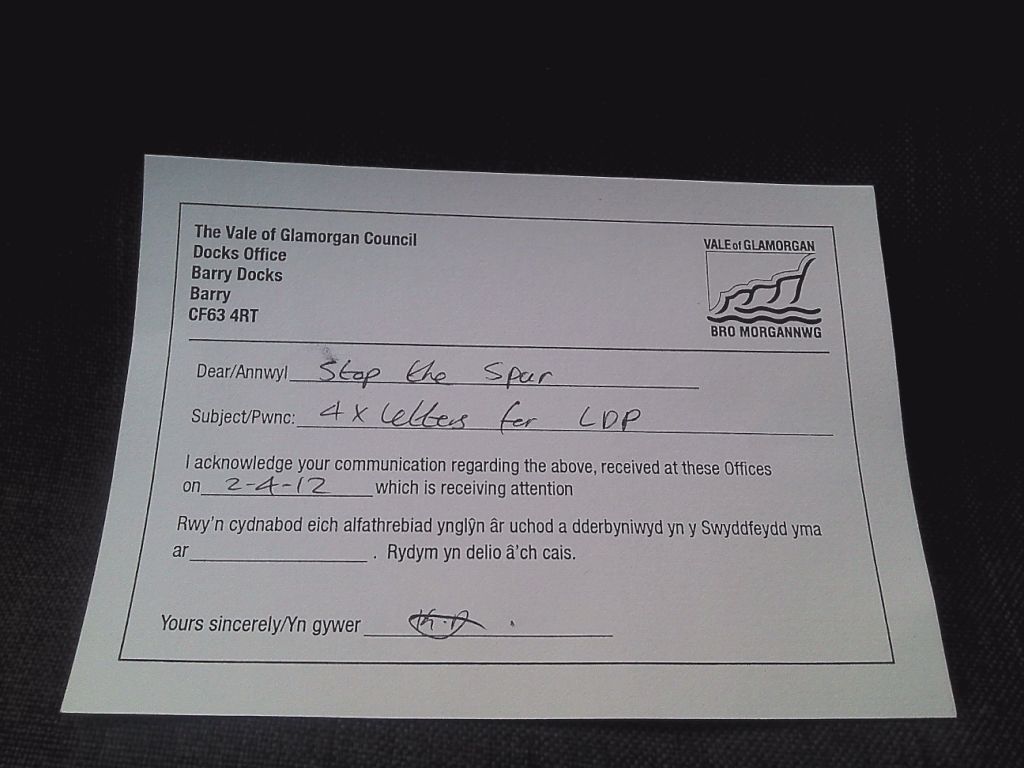 The Vale of Glamorgan Council
Docks Office
Barry Docks
Barry
CF63 4RT
VALE of GLAMORGAN
BRO MORGANNWG
Dear/Annwyl Stop the Spur
Subject/Pwnc: 4 x letters for LDP
I acknowledge your communication regarding the above, received at these Offices
on 2-4-12 which is receiving attention
Rwy'n cydnabod eich alfathrebiad ynglŷn âr uchod a dderbyniwyd yn y Swyddfeydd yma
ar . Rydym yn delio â'ch cais.
Yours sincerely/Yn gywer